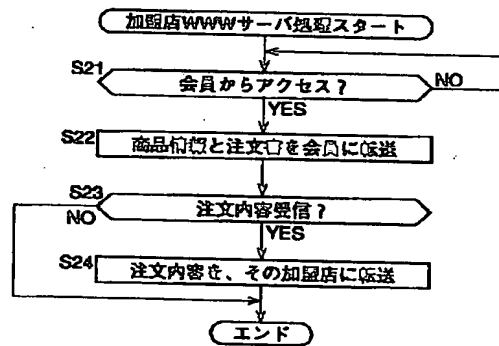 加盟店WWWサーバ処理スタート
S21
会員からアクセス?
NO
YES
S22
商品情報と注文書を会員に転送
S23
注文内容受信?
NO
YES
S24
注文内容を、その加盟店に転送
エンド